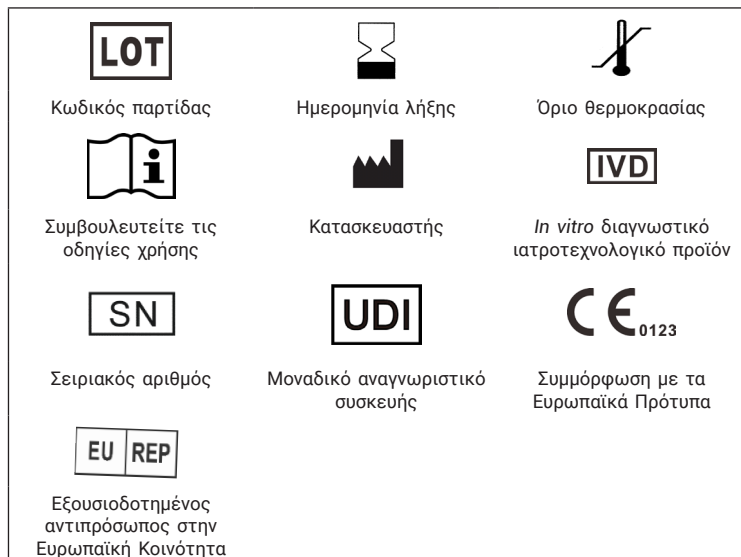 LOT
Κωδικός παρτίδας
Ημερομηνία λήξης
Όριο θερμοκρασίας
i
Συμβουλευτείτε τις
οδηγίες χρήσης
Κατασκευαστής
IVD
In vitro διαγνωστικό
ιατροτεχνολογικό προϊόν
SN
Σειριακός αριθμός
UDI
Μοναδικό αναγνωριστικό
συσκευής
CE 0123
Συμμόρφωση με τα
Ευρωπαϊκά Πρότυπα
EU REP
Εξουσιοδοτημένος
αντιπρόσωπος στην
Ευρωπαϊκή Κοινότητα